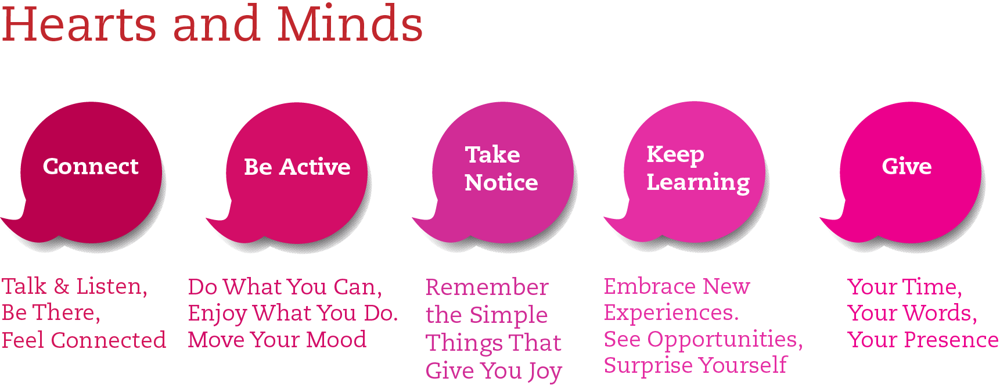 Hearts and Minds
Connect
Talk & Listen,
Be There,
Feel Connected
Be Active
Do What You Can,
Enjoy What You Do.
Move Your Mood
Take
Notice
Remember
the Simple
Things That
Give You Joy
Keep
Learning
Embrace New
Experiences.
See Opportunities,
Surprise Yourself
Give
Your Time,
Your Words,
Your Presence